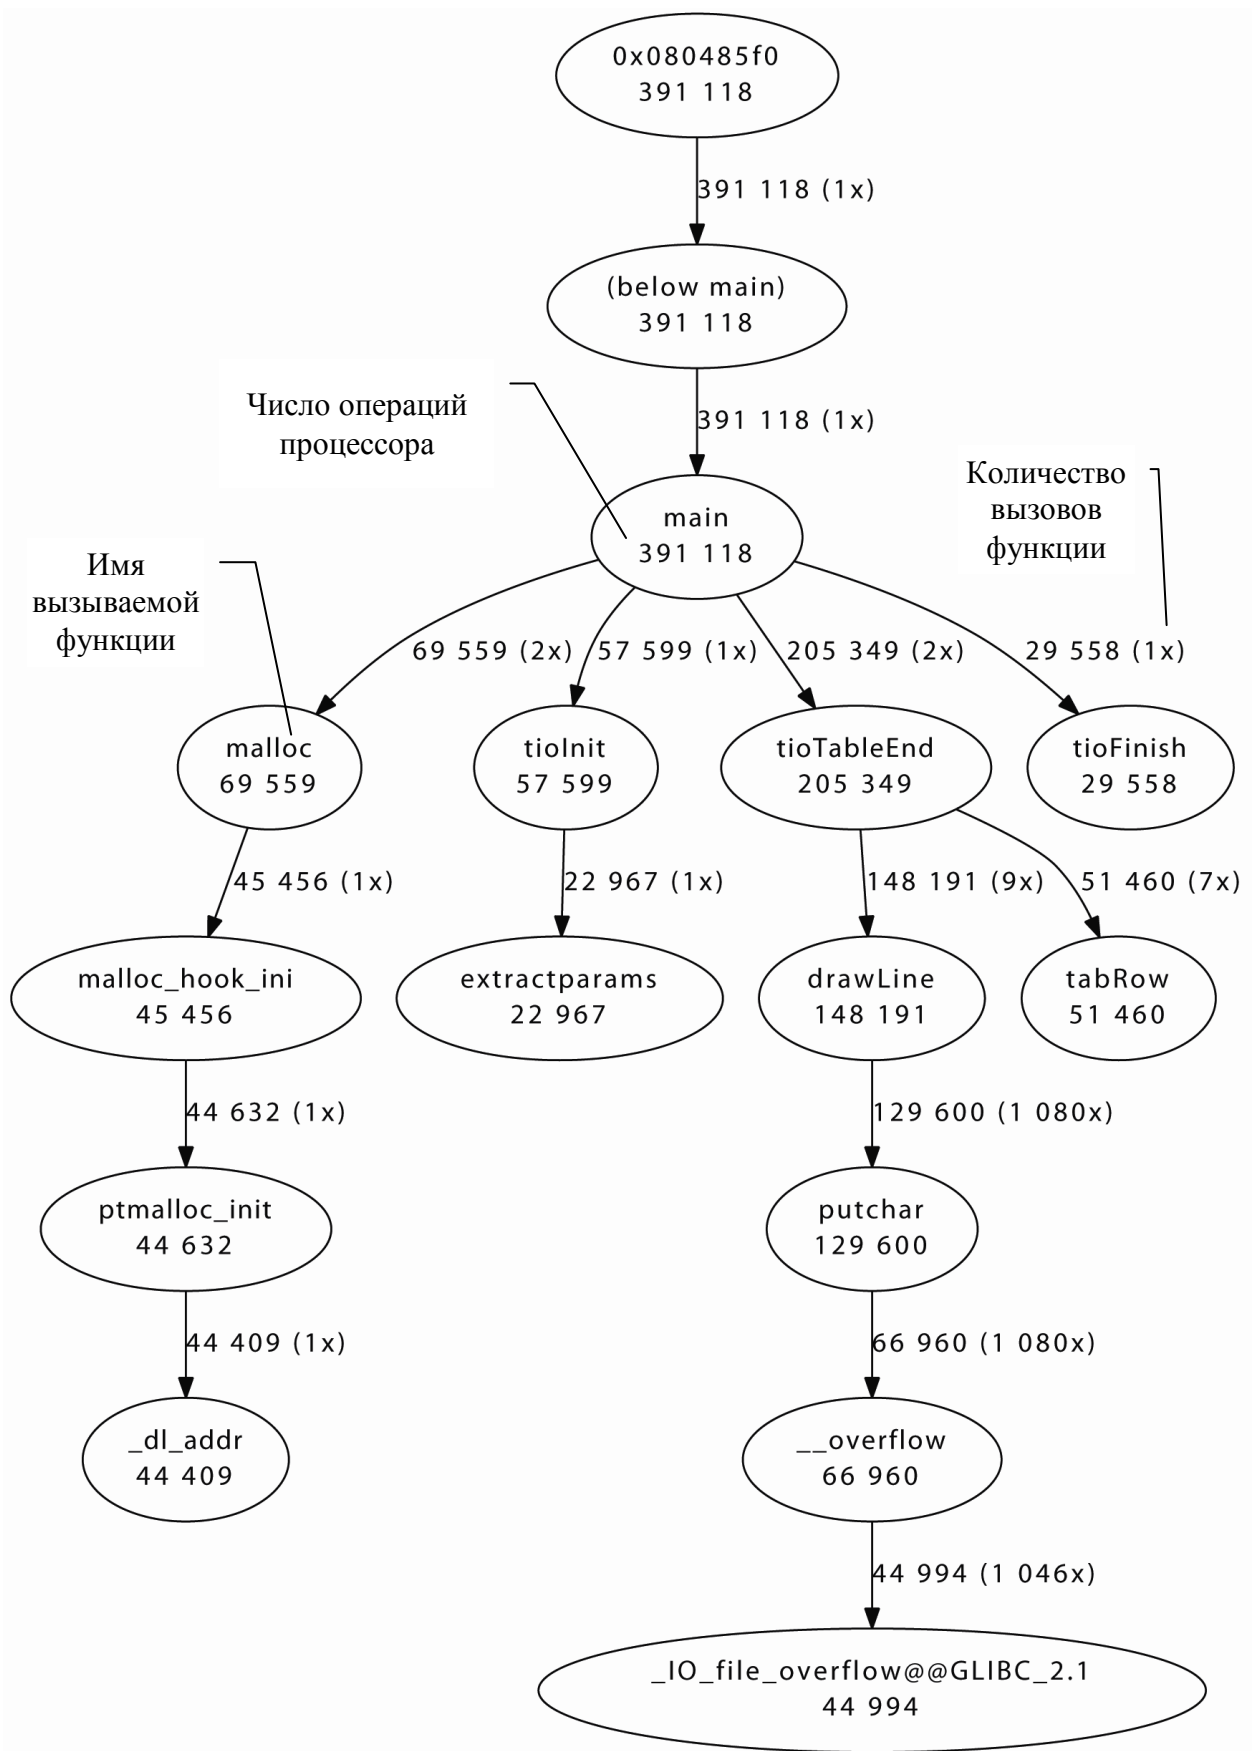 0x080485f0
391 118
391 118 (1x)
(below main)
391 118
Число операций
процессора
391 118 (1x)
Количество
вызовов
функции
main
391 118
Имя
вызываемой
функции
69 559 (2x)
57 599 (1x)
205 349 (2x)
29 558 (1x)
malloc
69 559
tioInit
57 599
tioTableEnd
205 349
tioFinish
29 558
45 456 (1x)
22 967 (1x)
148 191 (9x)
51 460 (7x)
malloc_hook_ini
45 456
extractparams
22 967
drawLine
148 191
tabRow
51 460
44 632 (1x)
129 600 (1 080x)
ptmalloc_init
44 632
putchar
129 600
44 409 (1x)
66 960 (1 080x)
_dl_addr
44 409
__overflow
66 960
44 994 (1 046x)
_IO_file_overflow@@GLIBC_2.1
44 994